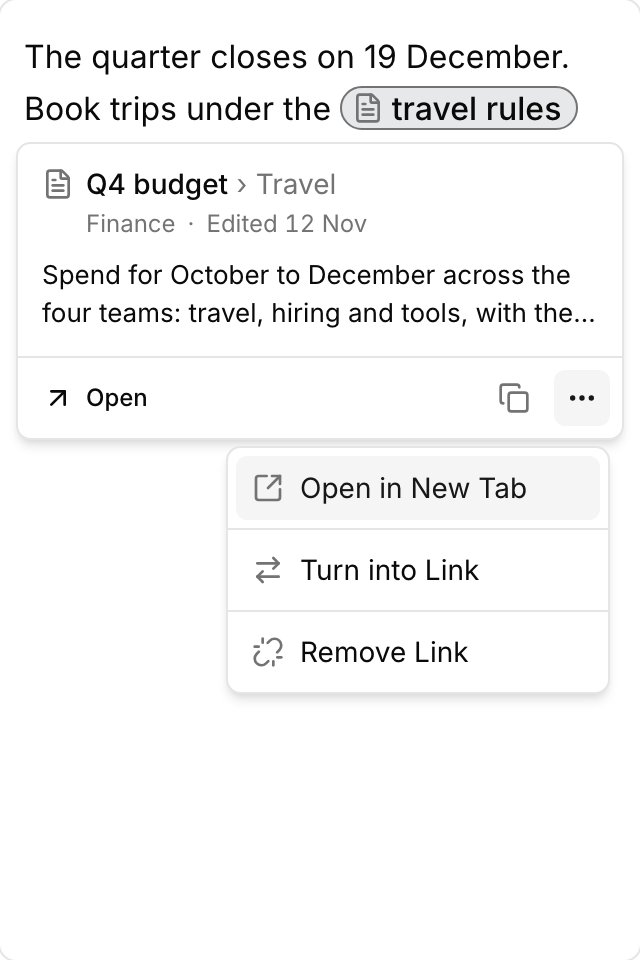 The quarter closes on 19 December.
Book trips under the travel rules
Q4 budget › Travel
Finance · Edited 12 Nov
Spend for October to December across the
four teams: travel, hiring and tools, with the...
Open
Open in New Tab
Turn into Link
Remove Link